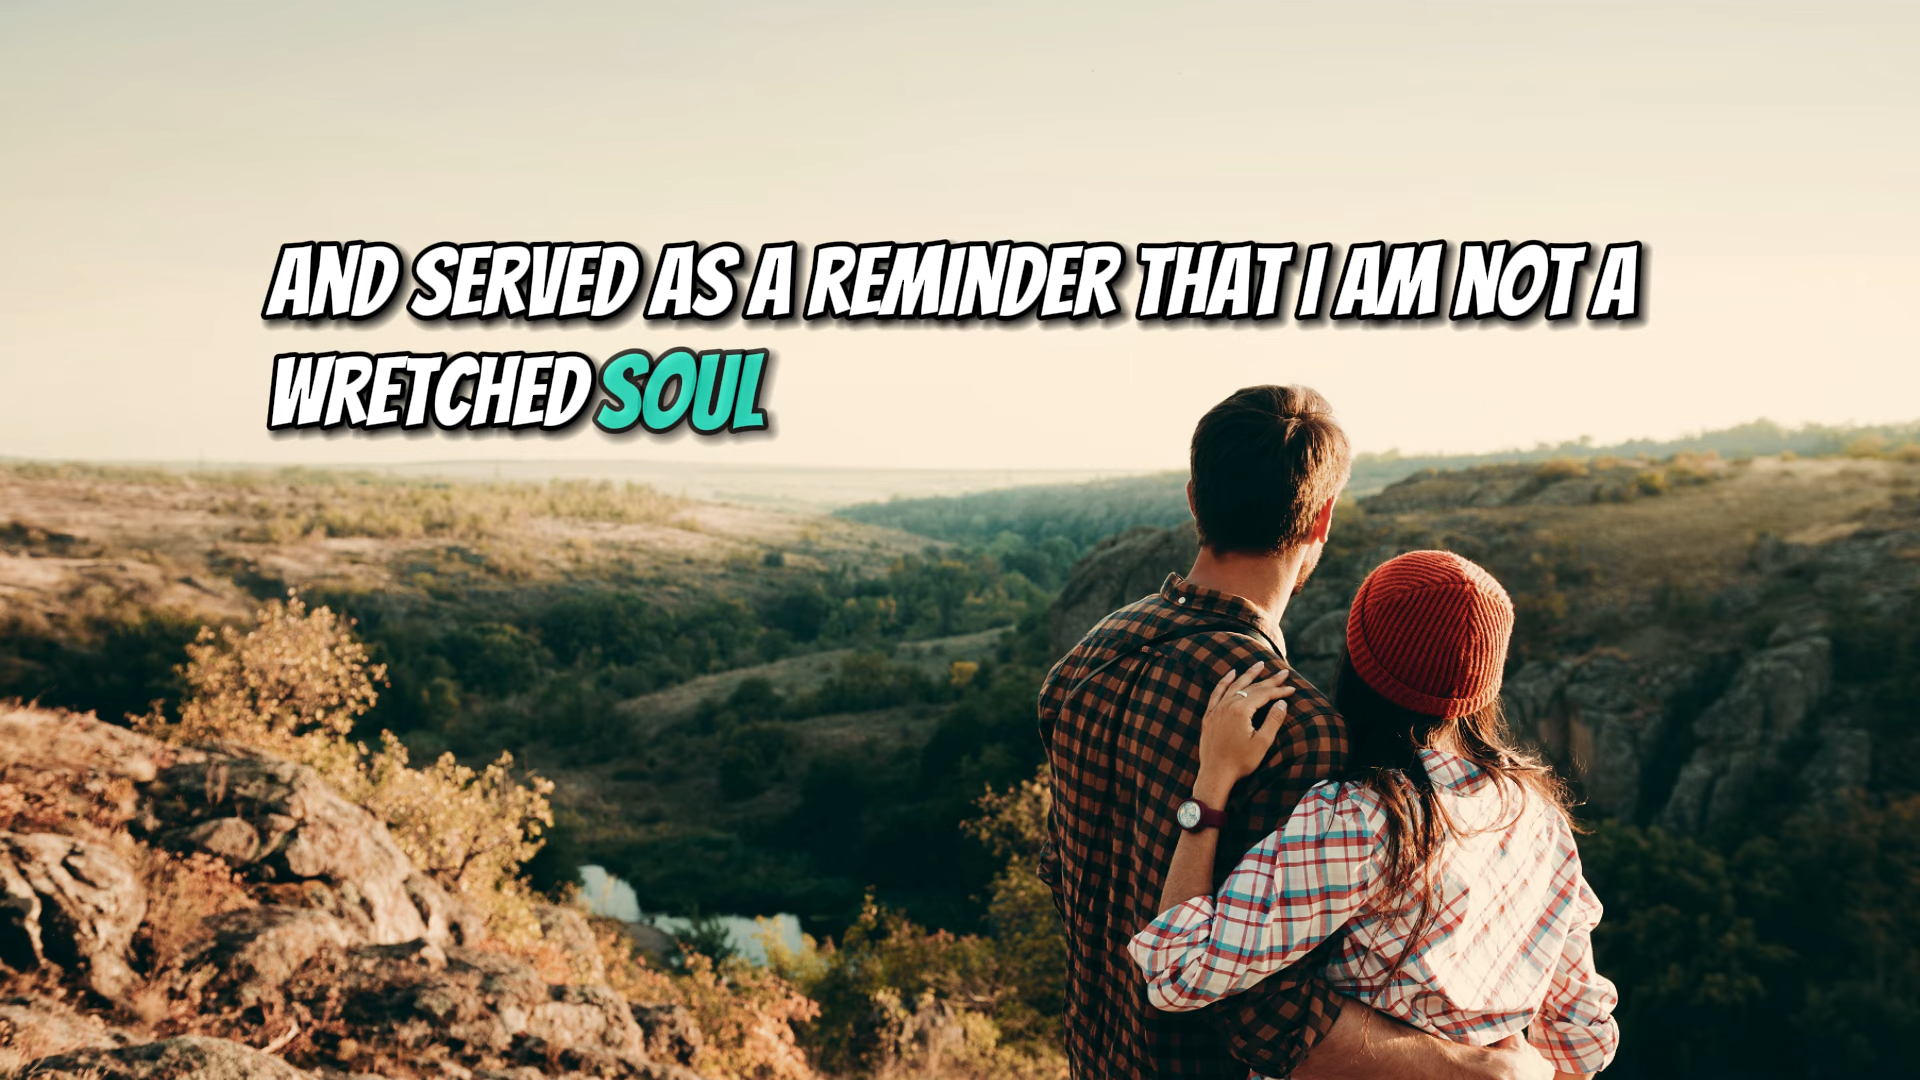 AND SERVED AS A REMINDER THAT I AM NOT A
WRETCHED SOUL